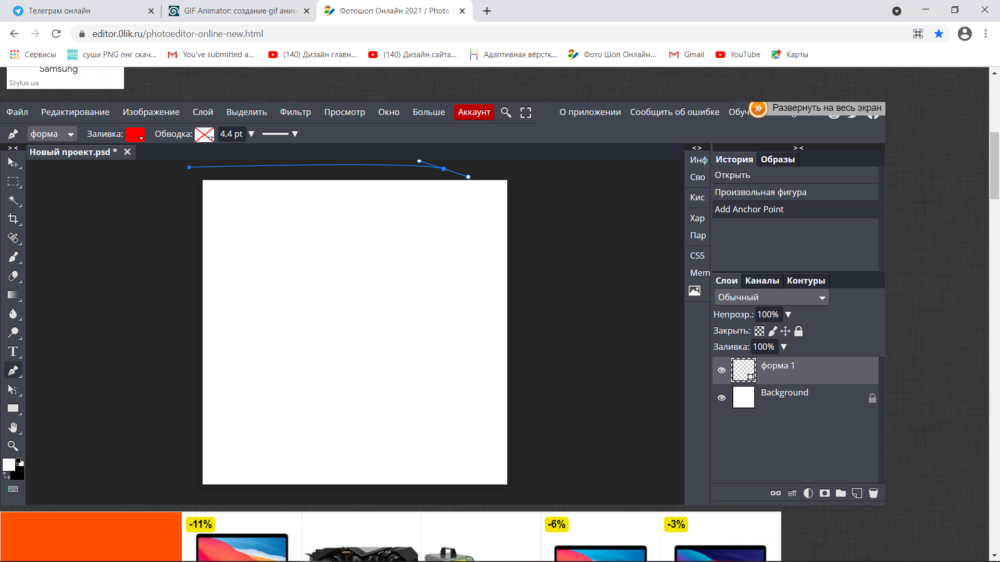 Телеграм онлайн
GIF Animator: создание gif аним
Фотошоп Онлайн 2021 / Photo
editor.0lik.ru/photoeditor-online-new.html
Сервисы
png
суши PNG пнг скач...
You've submitted a...
(140) Дизайн главн...
(140) Дизайн сайта...
Адаптивная вёрстк...
Фото Шоп Онлайн...
Gmail
YouTube
Карты
Samsung
Stylus.ua
Файл
Редактирование
Изображение
Слой
Выделить
Фильтр
Просмотр
Окно
Больше
Аккаунт
О приложении
Сообщить об ошибке
Обуч
Развернуть на весь экран
форма
Заливка:
Обводка:
4.4 pt
> <
Новый проект.psd *
< >
> <
Инф
Сво
Кис
Хар
Пар
CSS
Mem
История
Образы
Открыть
Произвольная фигура
Add Anchor Point
Слои
Каналы
Контуры
Обычный
Непрозр.: 100%
Закрыть:
Заливка: 100%
форма 1
Background
eff
-11%
-6%
-3%